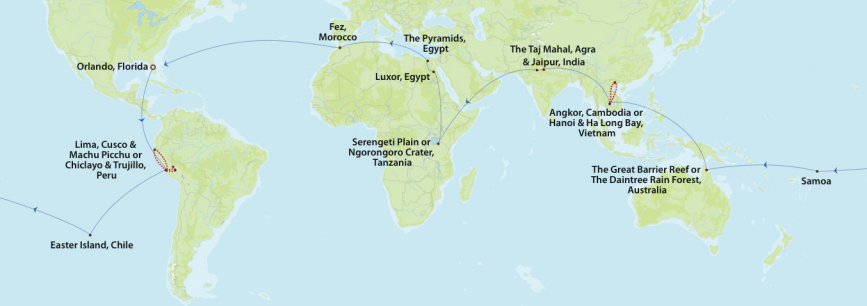 Fez,
Morocco
The Pyramids,
Egypt
Orlando, Florida
Luxor, Egypt
The Taj Mahal, Agra
& Jaipur, India
Angkor, Cambodia or
Hanoi & Ha Long Bay,
Vietnam
Lima, Cusco &
Machu Picchu or
Chiclayo & Trujillo,
Peru
Serengeti Plain or
Ngorongoro Crater,
Tanzania
The Great Barrier Reef or
The Daintree Rain Forest,
Australia
Samoa
Easter Island, Chile